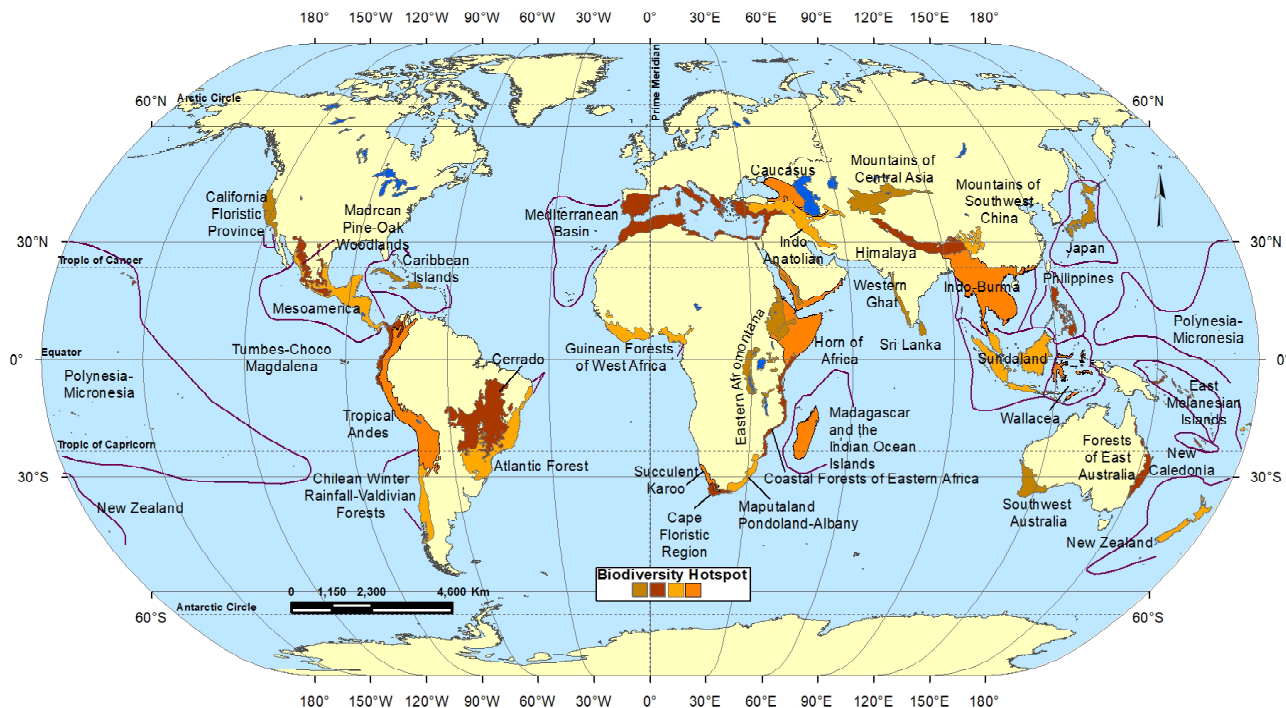 180° 150°W 120°W 90°W 60°W 30°W 0° 30°E 60°E 90°E 120°E 150°E 180°
Prime Meridian
60°N
Arctic Circle
60°N
Caucasus
Mountains of
Central Asia
Mountains of
Southwest
China
California
Floristic
Province
Madrean
Pine-Oak
Woodlands
Mediterranean
Basin
30°N
30°N
Tropic of Cancer
Caribbean
Islands
Indo
Anatolian
Himalaya
Japan
Mesoamerica
Western
Ghat
Indo-Burma
Philippines
Polynesia-
Micronesia
Tumbes-Choco
Magdalena
Cerrado
Guinean Forests
of West Africa
Horn of
Africa
Sri Lanka
Sundaland
0°
Equator
0°
Polynesia-
Micronesia
Eastern Afromontana
East
Melanesian
Islands
Tropical
Andes
Madagascar
and the
Indian Ocean
Islands
Wallacea
Tropic of Capricorn
Atlantic Forest
Forests
of East
Australia
New
Caledonia
30°S
Chilean Winter
Rainfall-Valdivian
Forests
Succulent
Karoo
Coastal Forests of Eastern Africa
30°S
New Zealand
Cape
Floristic
Region
Maputaland
Pondoland-Albany
Southwest
Australia
New Zealand
Biodiversity Hotspot
0 1,150 2,300 4,600 Km
60°S
Antarctic Circle
60°S
180° 150°W 120°W 90°W 60°W 30°W 0° 30°E 60°E 90°E 120°E 150°E 180°